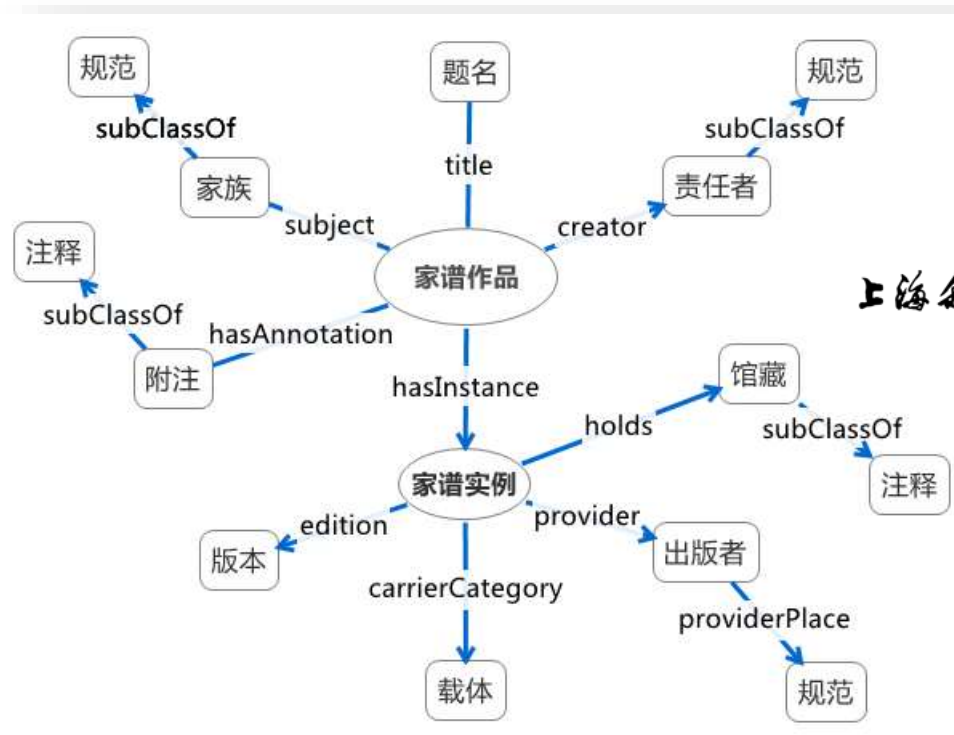 规范
题名
规范
subClassOf
subClassOf
title
家族
责任者
subject
creator
注释
家谱作品
上海
subClassOf
hasAnnotation
附注
hasInstance
馆藏
holds
subClassOf
家谱实例
注释
edition
provider
版本
出版者
carrierCategory
providerPlace
载体
规范